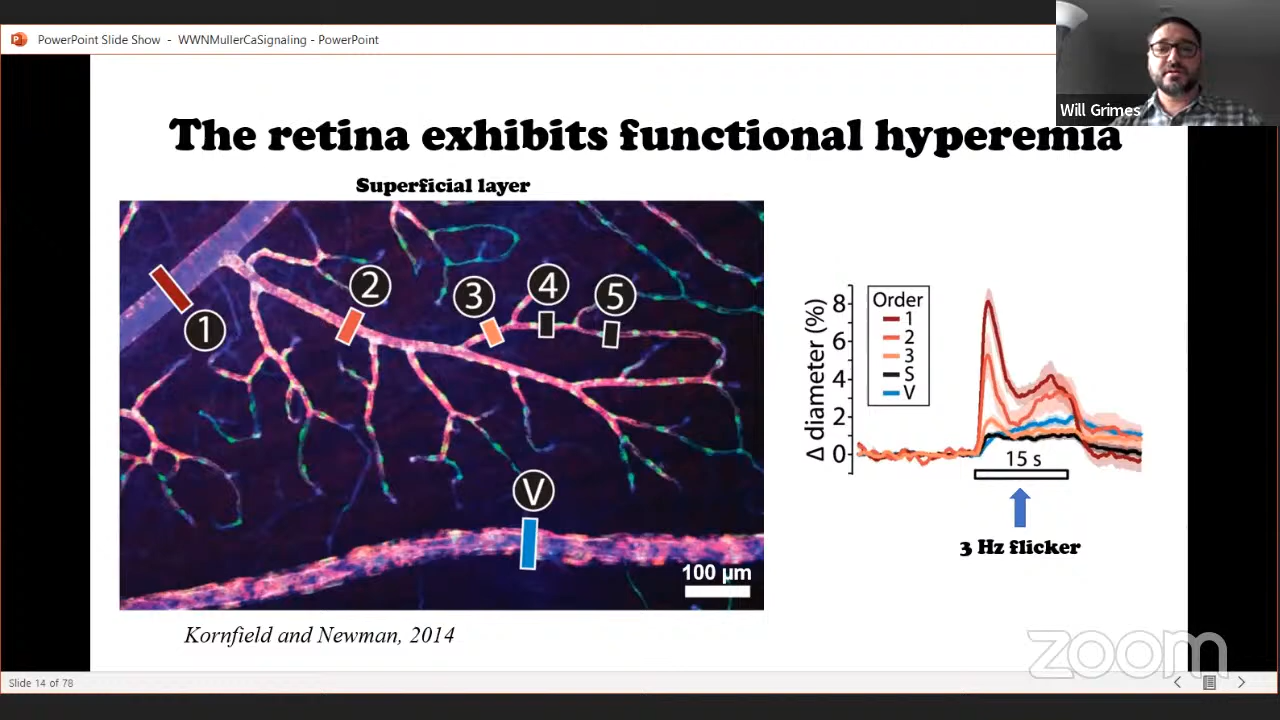 PowerPoint Slide Show - WWNMullerCaSignaling - PowerPoint
Will Grimes
The retina exhibits functional hyperemia
Superficial layer
1
2
3
4
5
V
100 µm
Kornfield and Newman, 2014
Δ diameter (%)
8
6
4
2
0
Order
1
2
3
S
V
15 s
3 Hz flicker
zoom
Slide 14 of 78